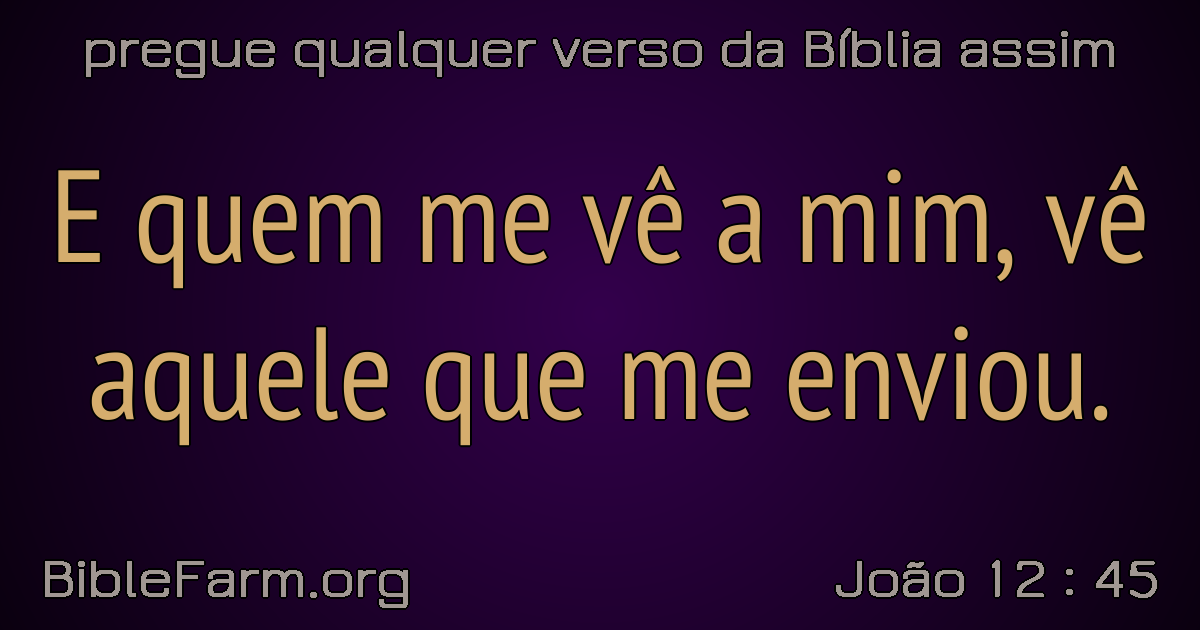 pregue qualquer verso da Bíblia assim
E quem me vê a mim, vê
aquele que me enviou.
BibleFarm.org
João 12 : 45